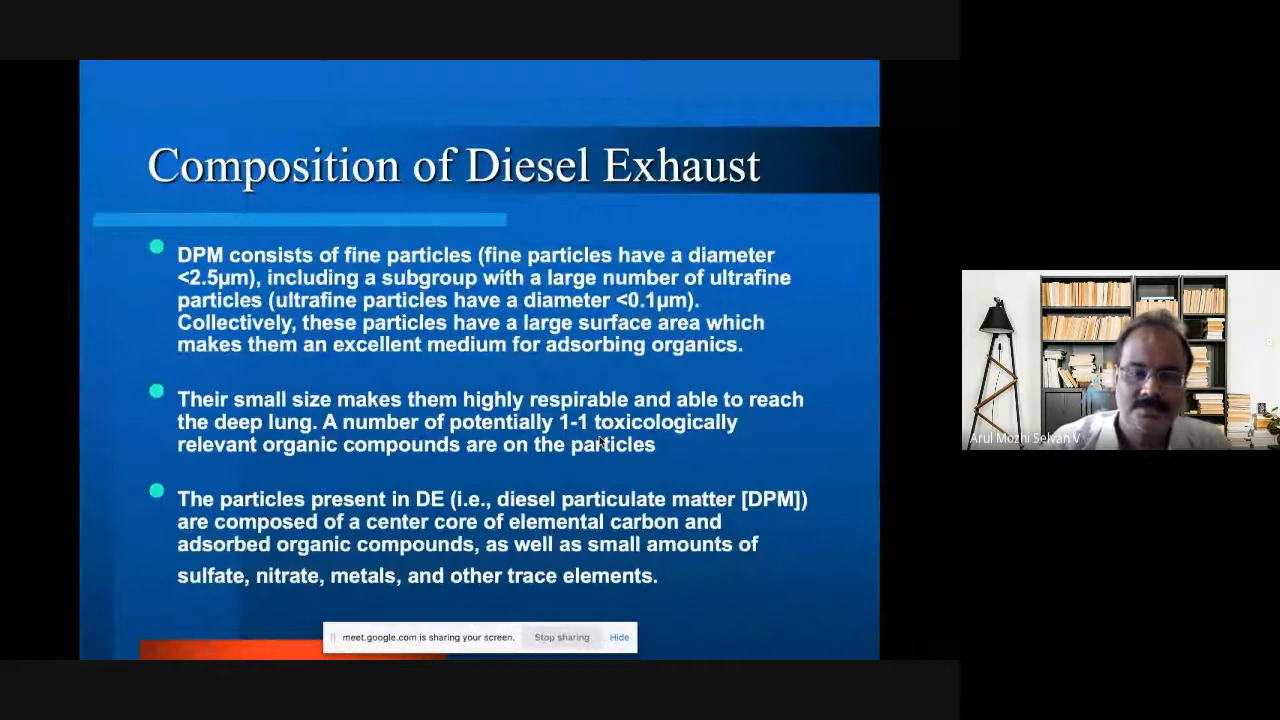 Composition of Diesel Exhaust
DPM consists of fine particles (fine particles have a diameter
<2.5µm), including a subgroup with a large number of ultrafine
particles (ultrafine particles have a diameter <0.1µm).
Collectively, these particles have a large surface area which
makes them an excellent medium for adsorbing organics.
Their small size makes them highly respirable and able to reach
the deep lung. A number of potentially 1-1 toxicologically
relevant organic compounds are on the particles
The particles present in DE (i.e., diesel particulate matter [DPM])
are composed of a center core of elemental carbon and
adsorbed organic compounds, as well as small amounts of
sulfate, nitrate, metals, and other trace elements.
meet.google.com is sharing your screen. Stop sharing Hide
Arul Mozhi Selvan V